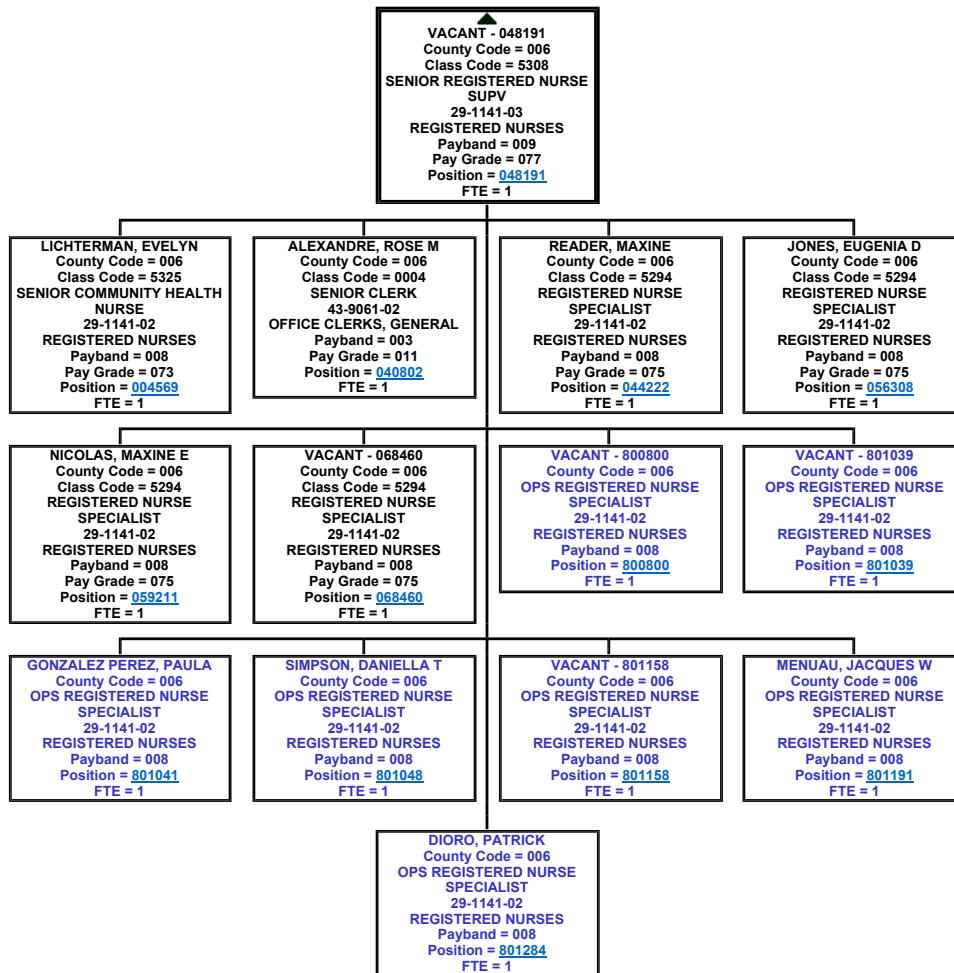 VACANT - 048191
County Code = 006
Class Code = 5308
SENIOR REGISTERED NURSE
SUPV
29-1141-03
REGISTERED NURSES
Payband = 009
Pay Grade = 077
Position = 048191
FTE = 1
LICHTERMAN, EVELYN
County Code = 006
Class Code = 5325
SENIOR COMMUNITY HEALTH
NURSE
29-1141-02
REGISTERED NURSES
Payband = 008
Pay Grade = 073
Position = 004569
FTE = 1
ALEXANDRE, ROSE M
County Code = 006
Class Code = 0004
SENIOR CLERK
43-9061-02
OFFICE CLERKS, GENERAL
Payband = 003
Pay Grade = 011
Position = 040802
FTE = 1
READER, MAXINE
County Code = 006
Class Code = 5294
REGISTERED NURSE
SPECIALIST
29-1141-02
REGISTERED NURSES
Payband = 008
Pay Grade = 075
Position = 044222
FTE = 1
JONES, EUGENIA D
County Code = 006
Class Code = 5294
REGISTERED NURSE
SPECIALIST
29-1141-02
REGISTERED NURSES
Payband = 008
Pay Grade = 075
Position = 056308
FTE = 1
NICOLAS, MAXINE E
County Code = 006
Class Code = 5294
REGISTERED NURSE
SPECIALIST
29-1141-02
REGISTERED NURSES
Payband = 008
Pay Grade = 075
Position = 059211
FTE = 1
VACANT - 068460
County Code = 006
Class Code = 5294
REGISTERED NURSE
SPECIALIST
29-1141-02
REGISTERED NURSES
Payband = 008
Pay Grade = 075
Position = 068460
FTE = 1
VACANT - 800800
County Code = 006
OPS REGISTERED NURSE
SPECIALIST
29-1141-02
REGISTERED NURSES
Payband = 008
Position = 800800
FTE = 1
VACANT - 801039
County Code = 006
OPS REGISTERED NURSE
SPECIALIST
29-1141-02
REGISTERED NURSES
Payband = 008
Position = 801039
FTE = 1
GONZALEZ PEREZ, PAULA
County Code = 006
OPS REGISTERED NURSE
SPECIALIST
29-1141-02
REGISTERED NURSES
Payband = 008
Position = 801041
FTE = 1
SIMPSON, DANIELLA T
County Code = 006
OPS REGISTERED NURSE
SPECIALIST
29-1141-02
REGISTERED NURSES
Payband = 008
Position = 801048
FTE = 1
VACANT - 801158
County Code = 006
OPS REGISTERED NURSE
SPECIALIST
29-1141-02
REGISTERED NURSES
Payband = 008
Position = 801158
FTE = 1
MENUAU, JACQUES W
County Code = 006
OPS REGISTERED NURSE
SPECIALIST
29-1141-02
REGISTERED NURSES
Payband = 008
Position = 801191
FTE = 1
DIORO, PATRICK
County Code = 006
OPS REGISTERED NURSE
SPECIALIST
29-1141-02
REGISTERED NURSES
Payband = 008
Position = 801284
FTE = 1